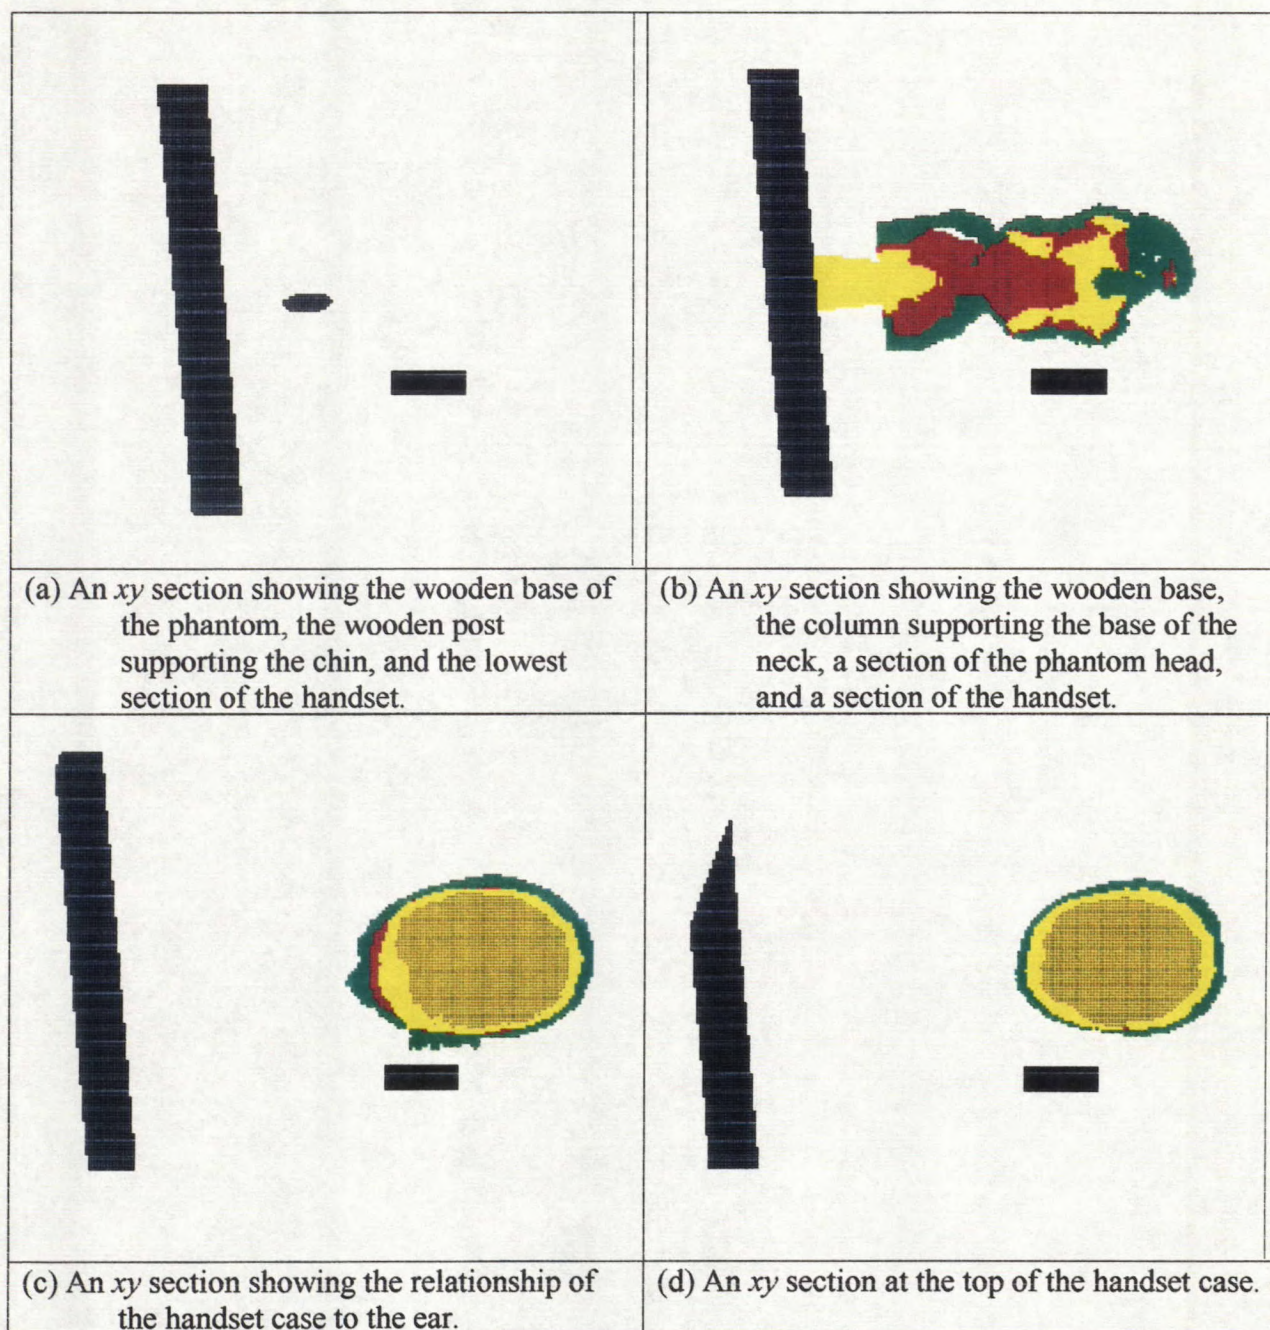 (a) An xy section showing the wooden base of
the phantom, the wooden post
supporting the chin, and the lowest
section of the handset.
(b) An xy section showing the wooden base,
the column supporting the base of the
neck, a section of the phantom head,
and a section of the handset.
(c) An xy section showing the relationship of
the handset case to the ear.
(d) An xy section at the top of the handset case.